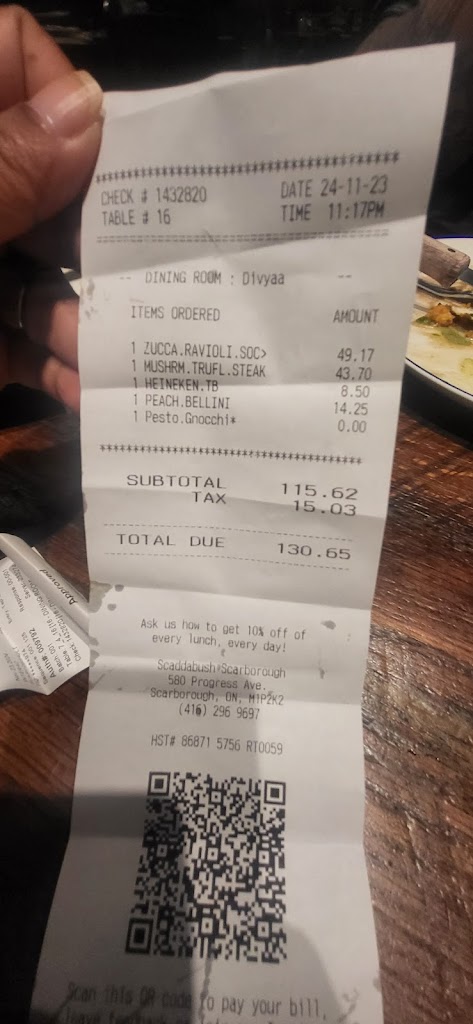 *****************************************
CHECK # 1432820 DATE 24-11-23
TABLE # 16 TIME 11:17PM
-- DINING ROOM : Divyaa --
ITEMS ORDERED AMOUNT
1 ZUCCA.RAVIOLI.SOC> 49.17
1 MUSHRM.TRUFL.STEAK 43.70
1 HEINEKEN.TB 8.50
1 PEACH.BELLINI 14.25
1 Pesto.Gnocchi* 0.00
*****************************************
SUBTOTAL 115.62
TAX 15.03
TOTAL DUE 130.65
Ask us how to get 10% off of
every lunch, every day!
Scaddabush Scarborough
580 Progress Ave.
Scarborough, ON, M1P2K2
(416) 296 9697
HST# 86871 5756 RT0059
Scan this QR code to pay your bill,
Approved
Auth# 009792